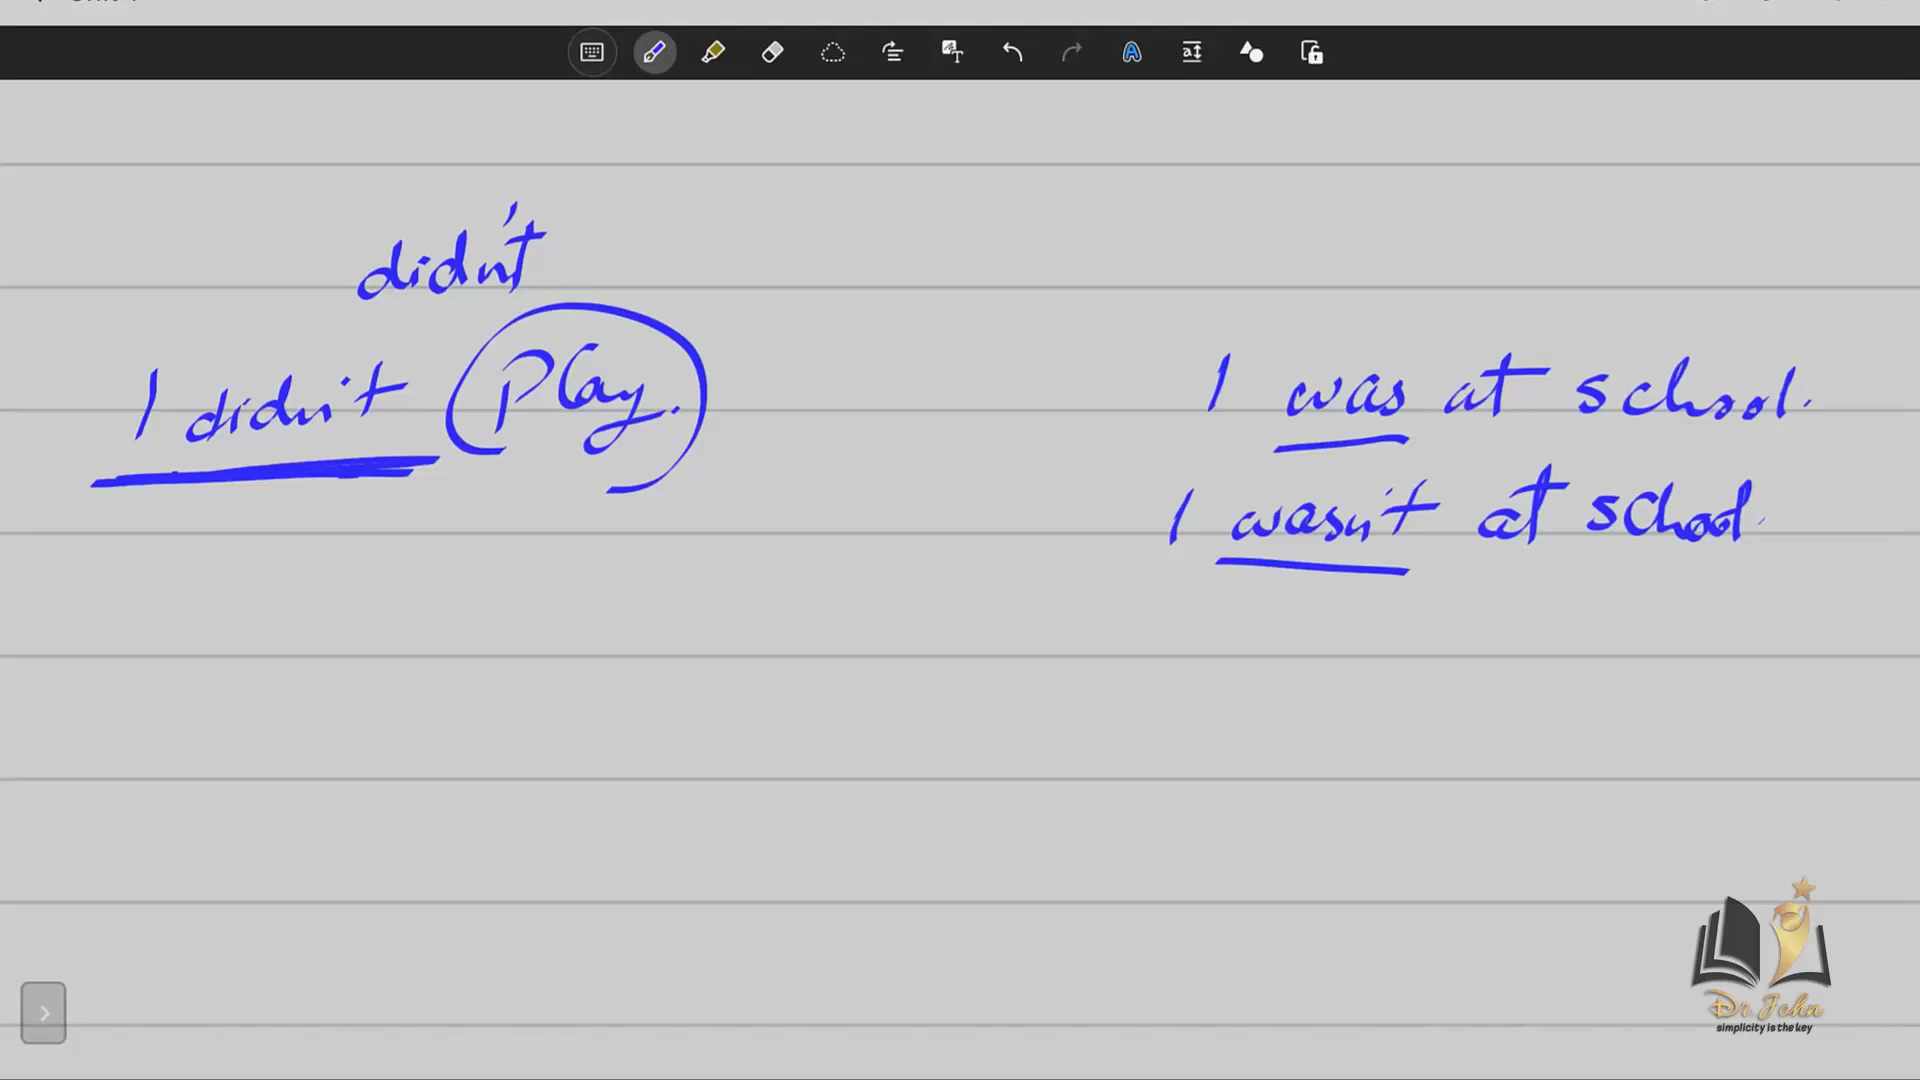 didn't
I didn't play.
I was at school.
I wasn't at school.
Dr. John
simplicity is the key